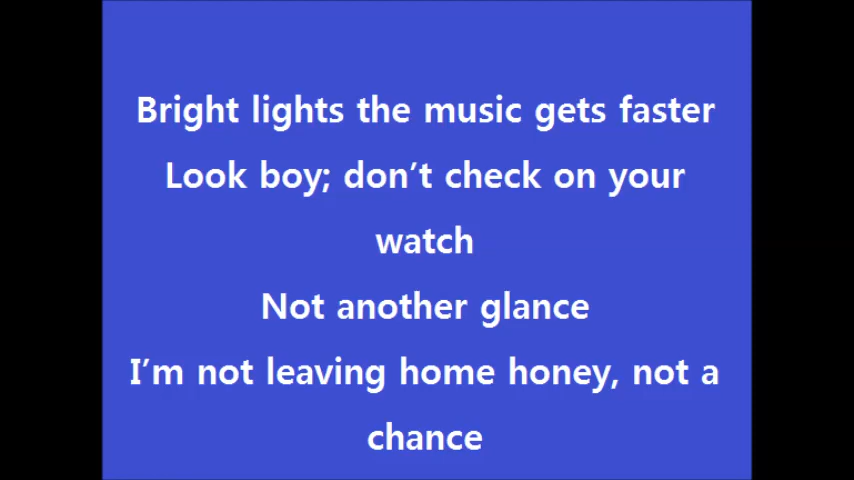 Bright lights the music gets faster
Look boy; don’t check on your
watch
Not another glance
I’m not leaving home honey, not a
chance